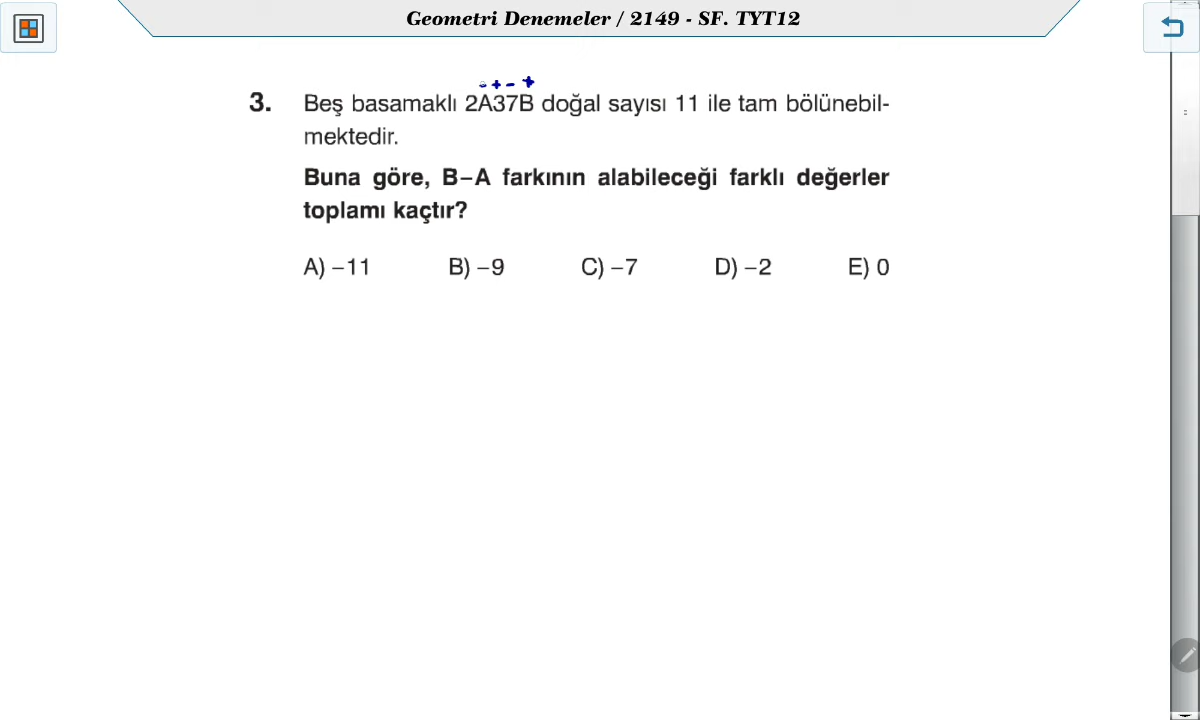 Geometri Denemeler / 2149 - SF. TYT12
- + - +
3. Beş basamaklı 2A37B doğal sayısı 11 ile tam bölünebil-
mektedir.
Buna göre, B–A farkının alabileceği farklı değerler
toplamı kaçtır?
A) –11 B) –9 C) –7 D) –2 E) 0